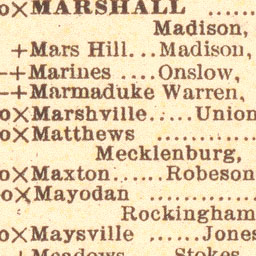 o×MARSHALL ......
Madison,
+Mars Hill...Madison,
—+Marines ....Onslow,
—+Marmaduke Warren,
o×Marshville.....Union
o×Matthews ............
Mecklenburg,
o×Maxton......Robeson
o×Mayodan ............
Rockingham
o×Maysville ......Jones
+Meadows ....Stokes